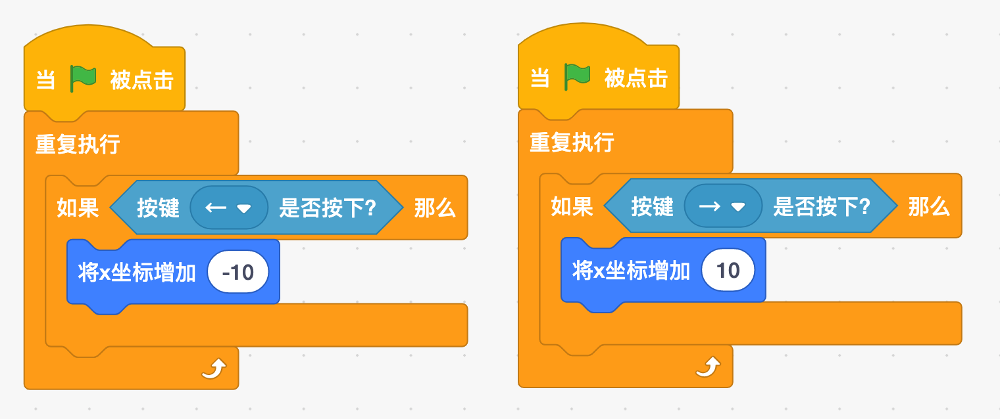 当 被点击
重复执行
如果 按键 ← 是否按下? 那么
将x坐标增加 -10
当 被点击
重复执行
如果 按键 → 是否按下? 那么
将x坐标增加 10